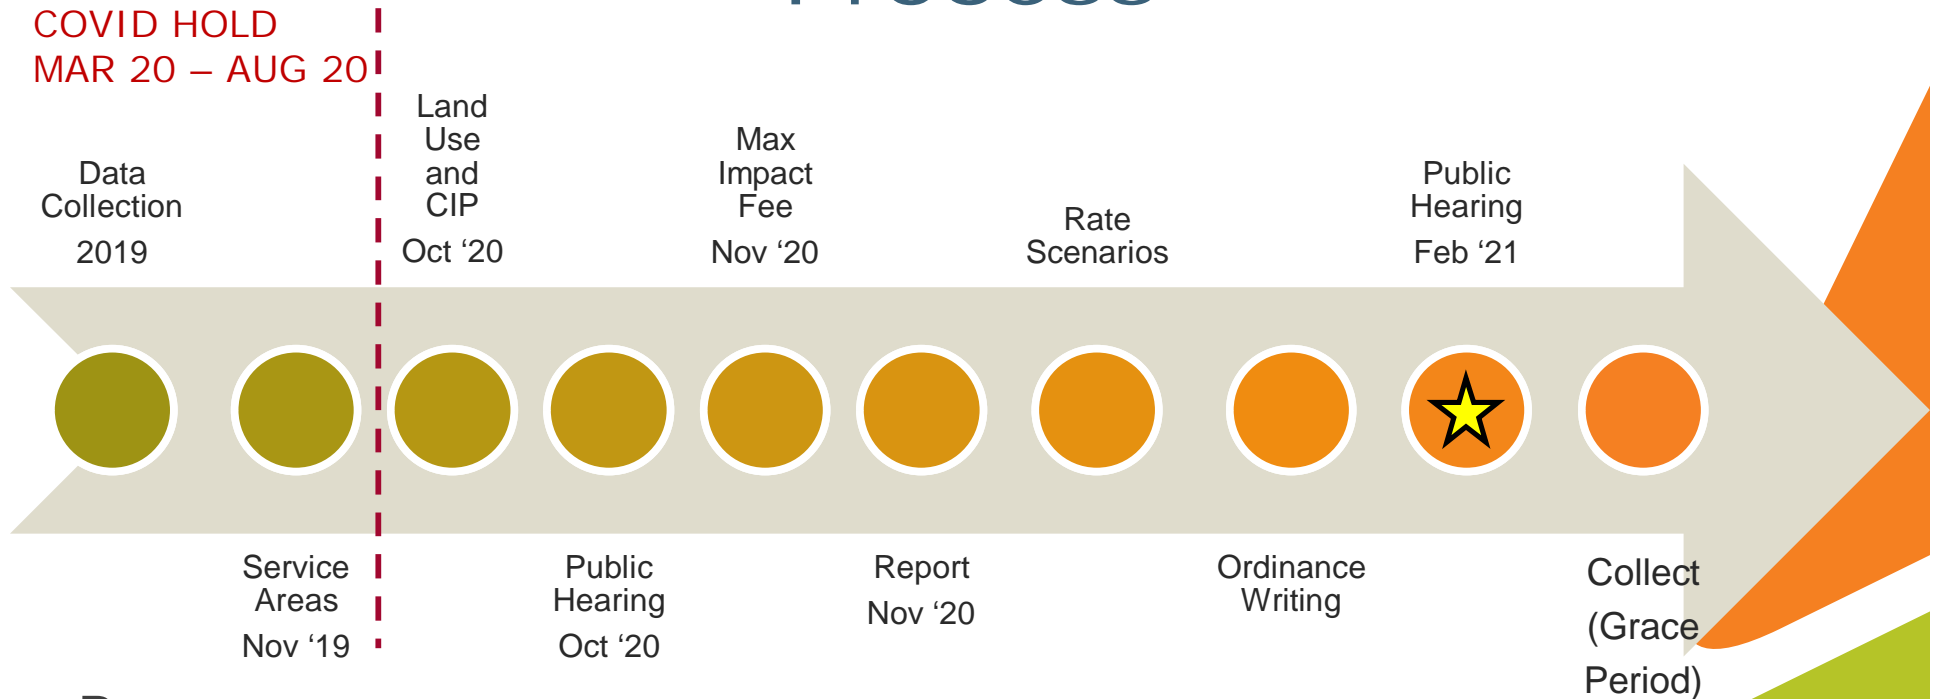 Process
COVID HOLD
MAR 20 – AUG 20
Data
Collection
2019
Land
Use
and
CIP
Oct ‘20
Max
Impact
Fee
Nov ‘20
Rate
Scenarios
Public
Hearing
Feb ‘21
Service
Areas
Nov ‘19
Public
Hearing
Oct ‘20
Report
Nov ‘20
Ordinance
Writing
Collect
(Grace
Period)